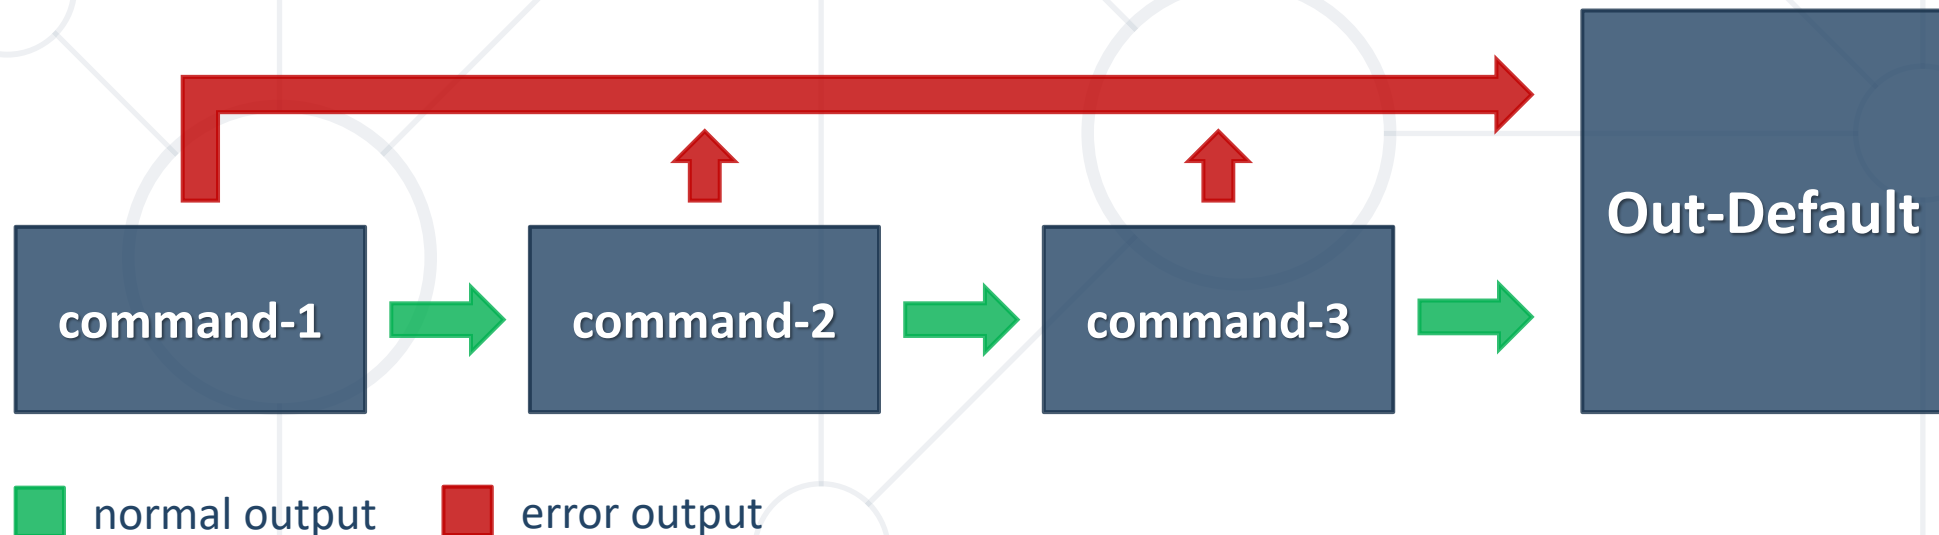 Out-Default
command-1
command-2
command-3
normal output
error output